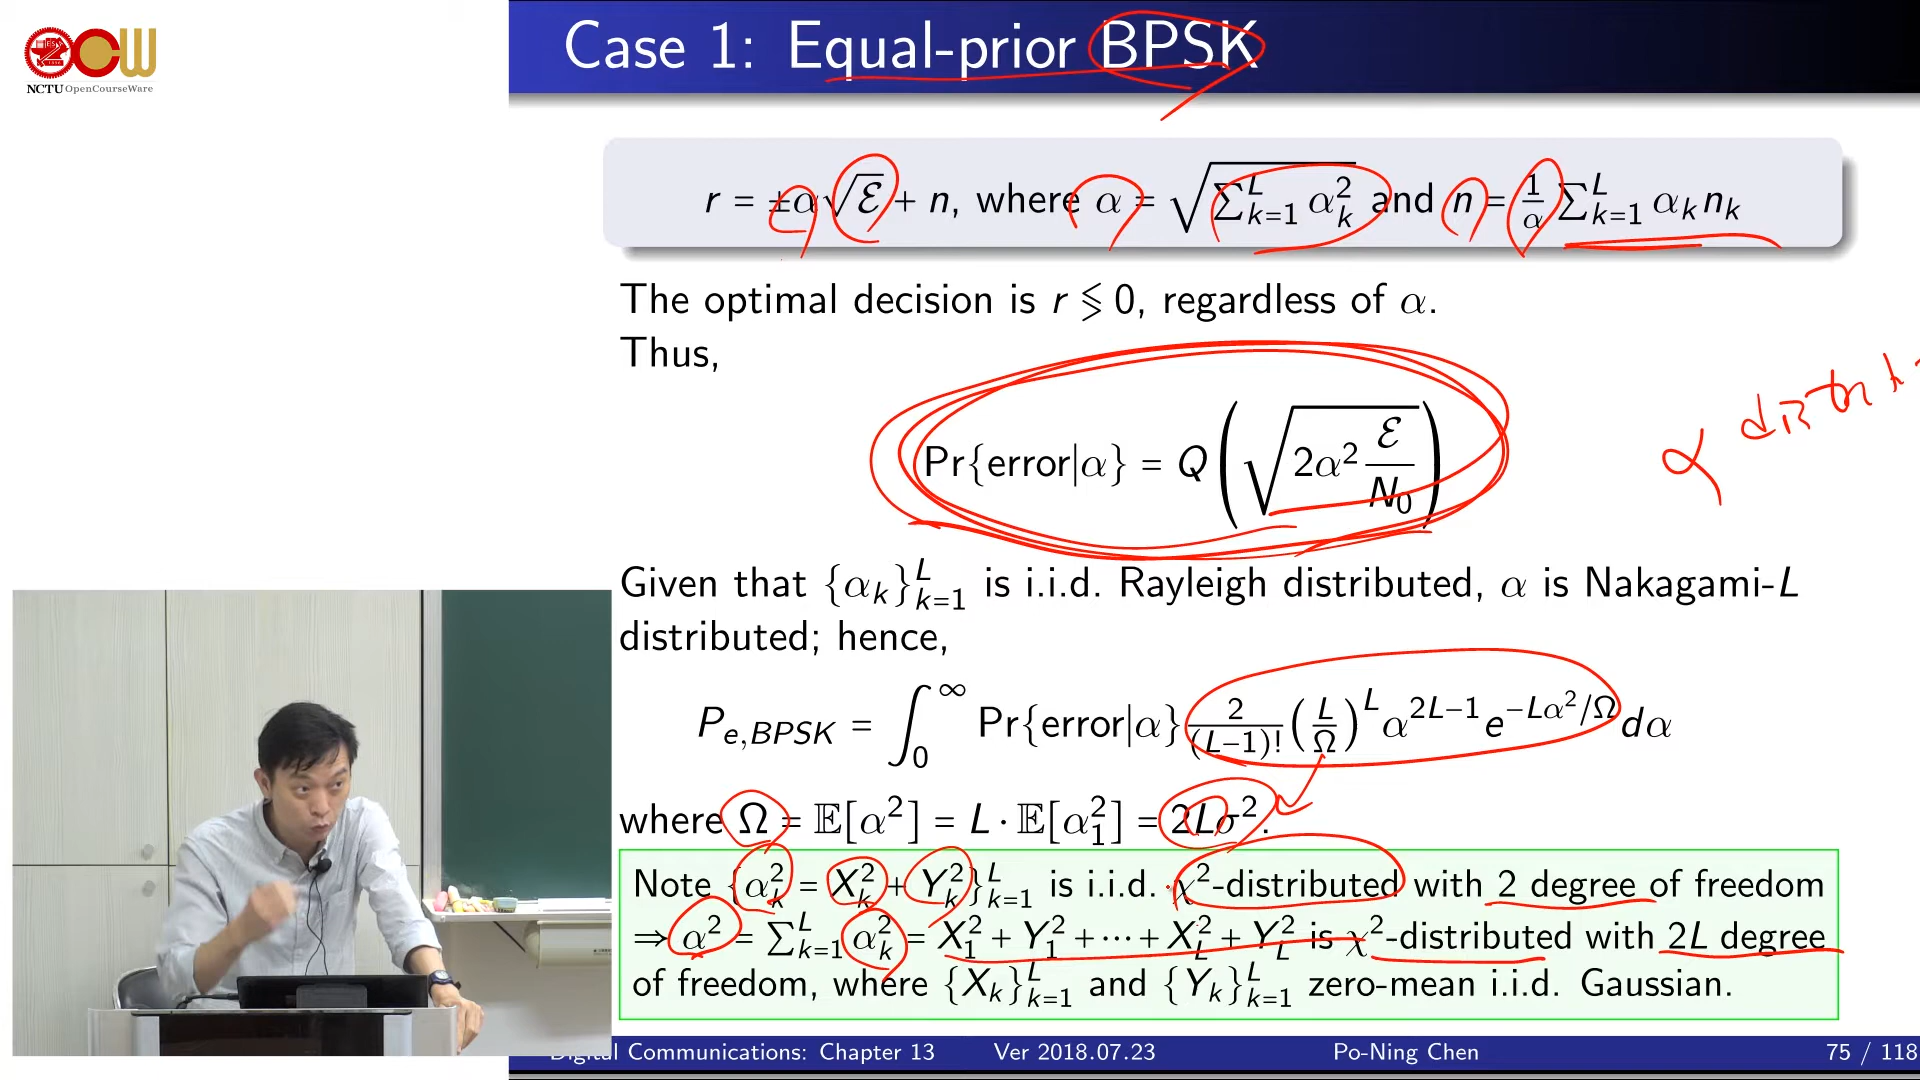 NCTU OpenCourseWare
Case 1: Equal-prior BPSK
r = ±α√ℰ + n, where α = √(∑_{k=1}^{L} α_k^2) and n = 1/α ∑_{k=1}^{L} α_k n_k
The optimal decision is r ≶ 0, regardless of α.
Thus,
Pr{error|α} = Q(√(2α^2 ℰ/N_0))
Given that {α_k}_{k=1}^{L} is i.i.d. Rayleigh distributed, α is Nakagami-L
distributed; hence,
P_{e,BPSK} = ∫_0^∞ Pr{error|α} 2/(L−1)! (L/Ω)^L α^{2L−1} e^{−Lα^2/Ω} dα
where Ω = 𝔼[α^2] = L · 𝔼[α_1^2] = 2Lσ^2.
Note {α_k^2 = X_k^2 + Y_k^2}_{k=1}^{L} is i.i.d. χ^2-distributed with 2 degree of freedom
⇒ α^2 = ∑_{k=1}^{L} α_k^2 = X_1^2 + Y_1^2 + ⋯ + X_L^2 + Y_L^2 is χ^2-distributed with 2L degree
of freedom, where {X_k}_{k=1}^{L} and {Y_k}_{k=1}^{L} zero-mean i.i.d. Gaussian.
Digital Communications: Chapter 13 Ver 2018.07.23 Po-Ning Chen 75 / 118